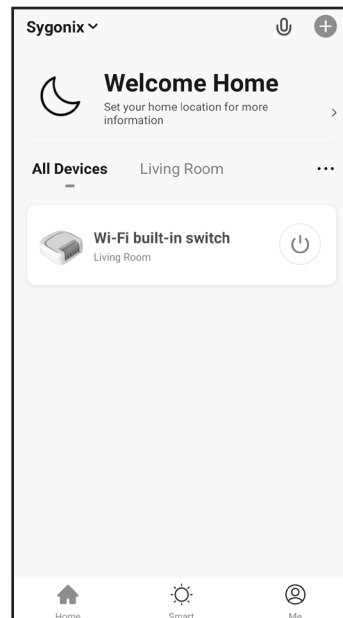 Sygonix
Welcome Home
Set your home location for more
information
All Devices Living Room
Wi-Fi built-in switch
Living Room
Home Smart Me